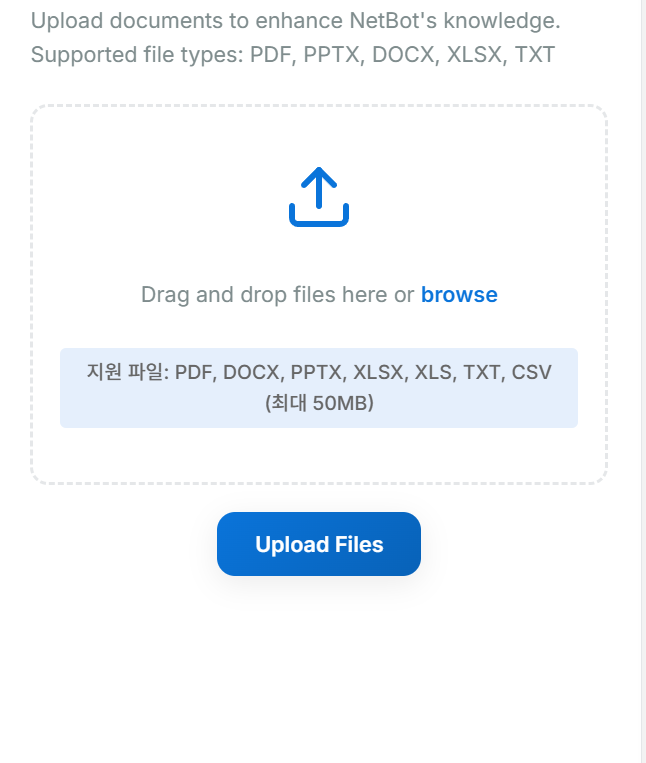 Upload documents to enhance NetBot's knowledge.
Supported file types: PDF, PPTX, DOCX, XLSX, TXT
Drag and drop files here or browse
지원 파일: PDF, DOCX, PPTX, XLSX, XLS, TXT, CSV
(최대 50MB)
Upload Files